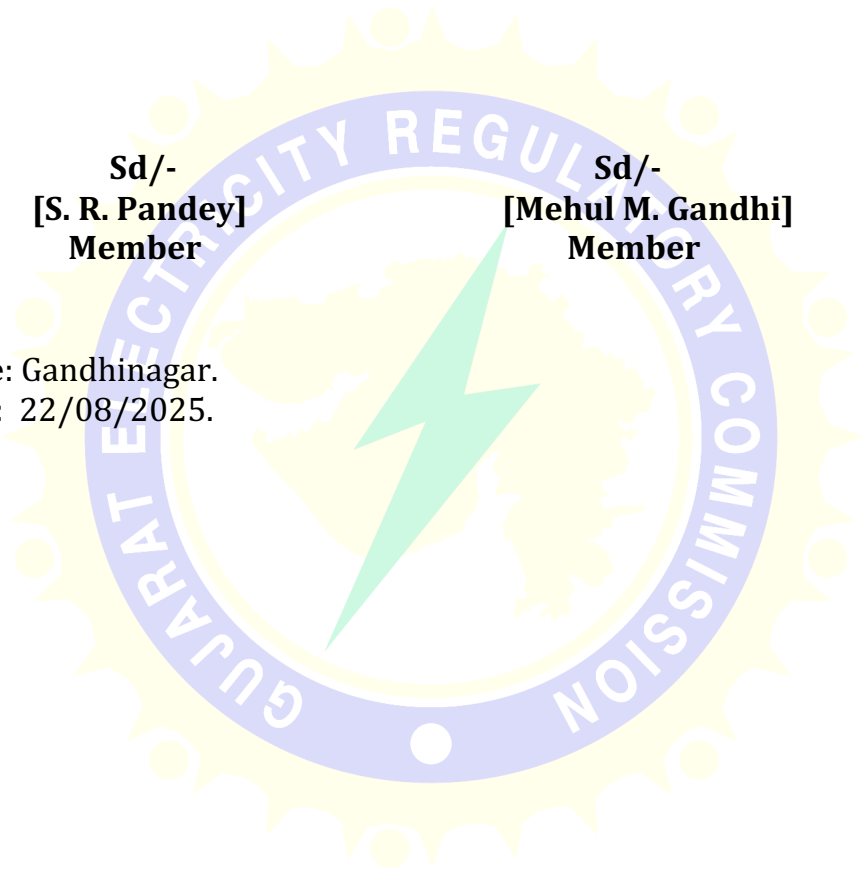 Sd/- Sd/-
[S. R. Pandey] [Mehul M. Gandhi]
Member Member
e: Gandhinagar.
: 22/08/2025.
GUJARAT ELECTRICITY REGULATORY COMMISSION